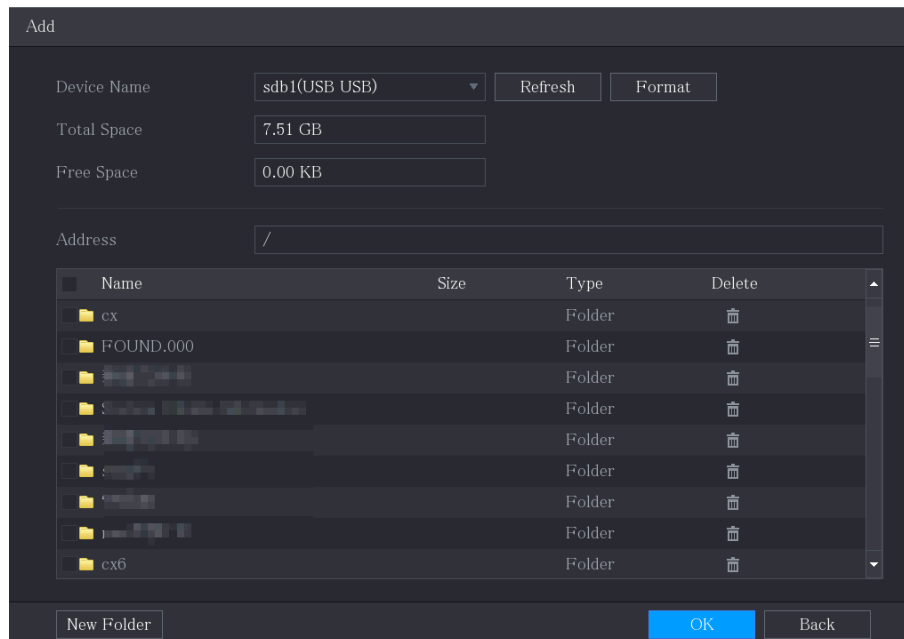 Add
Device Name sdb1(USB USB) Refresh Format
Total Space 7.51 GB
Free Space 0.00 KB
Address /
Name Size Type Delete
cx Folder
FOUND.000 Folder
Folder
Folder
Folder
Folder
Folder
Folder
cx6 Folder
New Folder OK Back